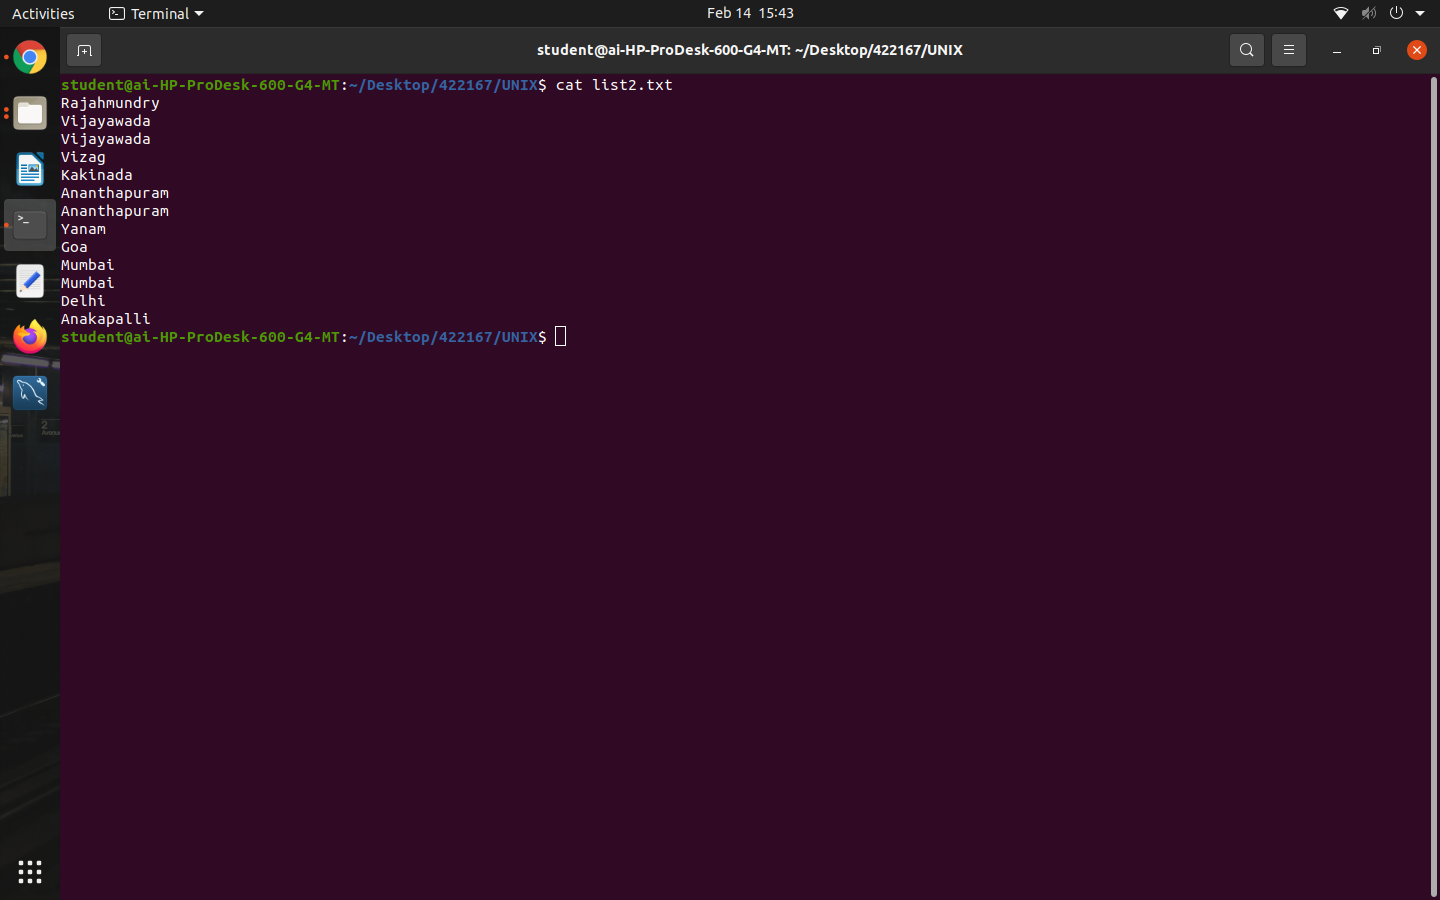 Activities
Terminal
Feb 14 15:43
student@ai-HP-ProDesk-600-G4-MT: ~/Desktop/422167/UNIX
student@ai-HP-ProDesk-600-G4-MT:~/Desktop/422167/UNIX$ cat list2.txt
Rajahmundry
Vijayawada
Vijayawada
Vizag
Kakinada
Ananthapuram
Ananthapuram
Yanam
Goa
Mumbai
Mumbai
Delhi
Anakapalli
student@ai-HP-ProDesk-600-G4-MT:~/Desktop/422167/UNIX$